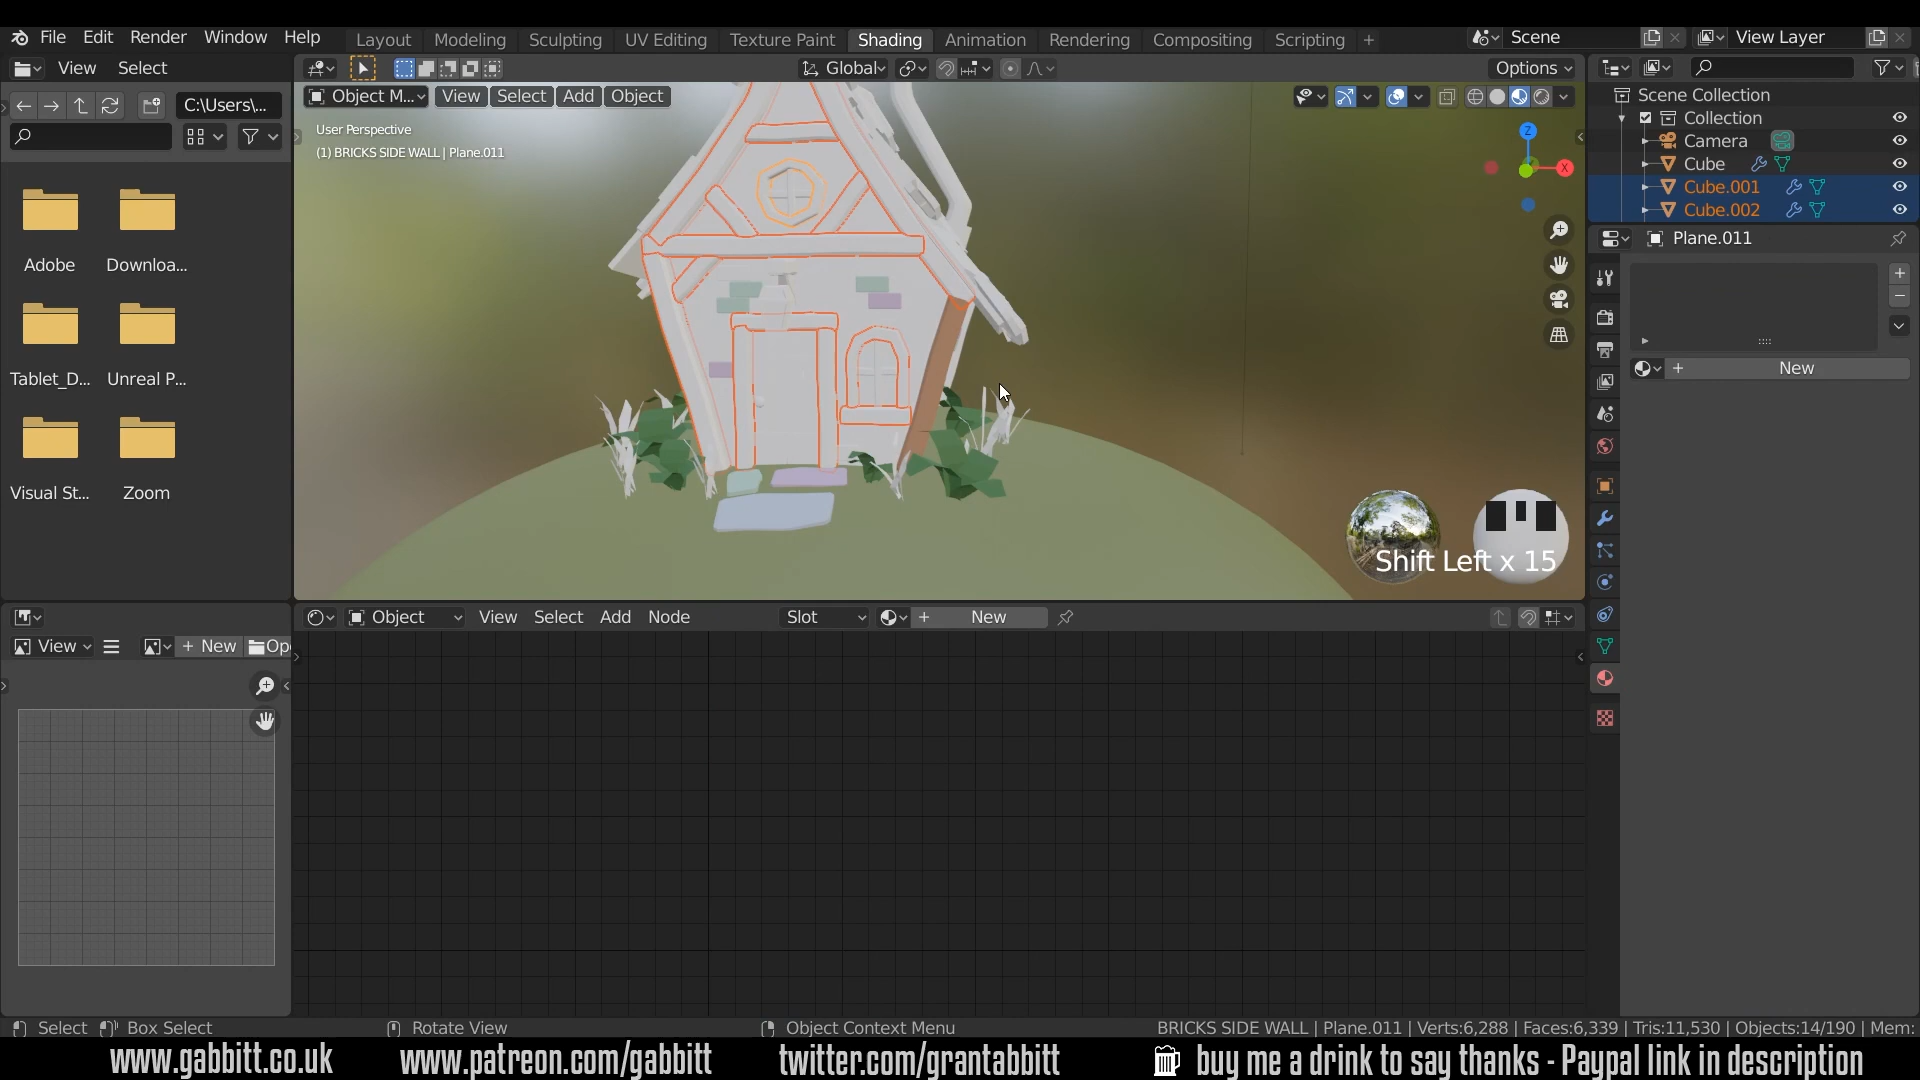 File Edit Render Window Help Layout Modeling Sculpting UV Editing Texture Paint Shading Animation Rendering Compositing Scripting + Scene View Layer
View Select Global Options
C:\Users\... Object M... View Select Add Object Scene Collection
User Perspective Collection
(1) BRICKS SIDE WALL | Plane.011 Camera
Z Cube
X Cube.001
Cube.002
Plane.011
Adobe Downloa...
Tablet_D... Unreal P...
New
Visual St... Zoom
Shift Left x 15
Object View Select Add Node Slot New
View New Op
Select Box Select Rotate View Object Context Menu BRICKS SIDE WALL | Plane.011 | Verts:6,288 | Faces:6,339 | Tris:11,530 | Objects:14/190 | Mem:
www.gabbitt.co.uk www.patreon.com/gabbitt twitter.com/grantabbitt buy me a drink to say thanks - Paypal link in description